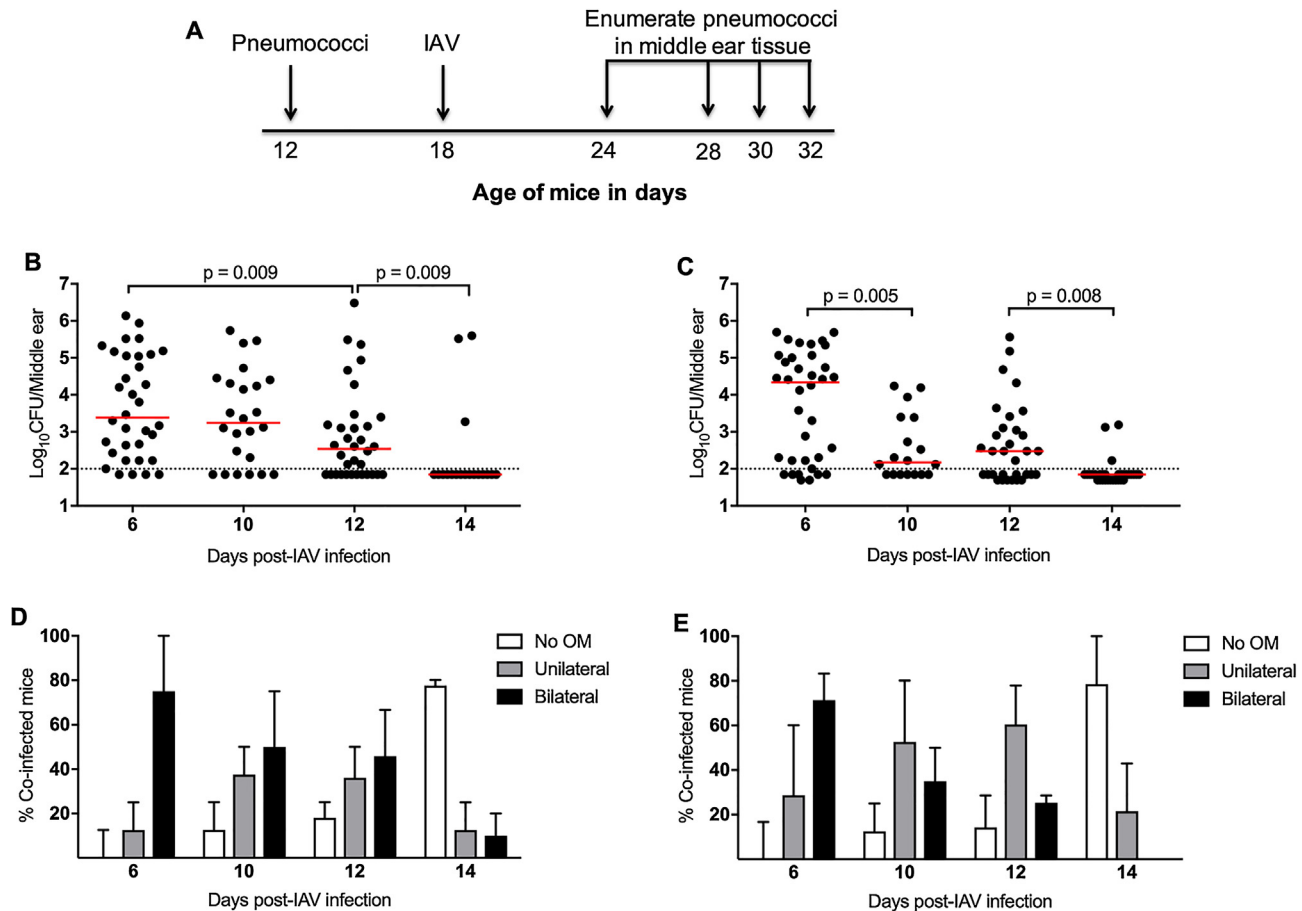 A
Pneumococci
IAV
Enumerate pneumococci
in middle ear tissue
12
18
24
28
30
32
Age of mice in days
B
p = 0.009
p = 0.009
7
6
5
4
3
2
1
Log10CFU/Middle ear
6
10
12
14
Days post-IAV infection
C
p = 0.005
p = 0.008
7
6
5
4
3
2
1
Log10CFU/Middle ear
6
10
12
14
Days post-IAV infection
D
100
80
60
40
20
% Co-infected mice
No OM
Unilateral
Bilateral
6
10
12
14
Days post-IAV infection
E
100
80
60
40
20
% Co-infected mice
No OM
Unilateral
Bilateral
6
10
12
14
Days post-IAV infection